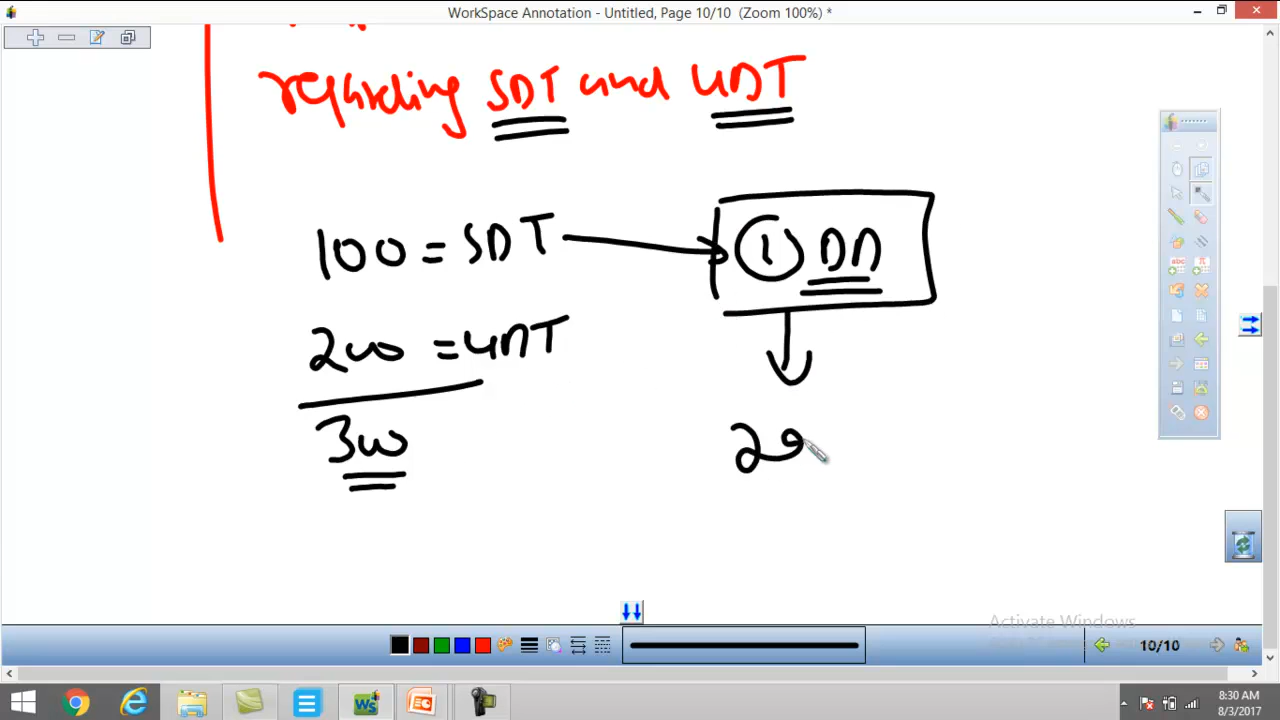 WorkSpace Annotation - Untitled, Page 10/10 (Zoom 100%) *
regarding SDT and UDT
100 = SDT
1 DD
200 = UDT
300
29
Activate Windows
10/10
8:30 AM
8/3/2017